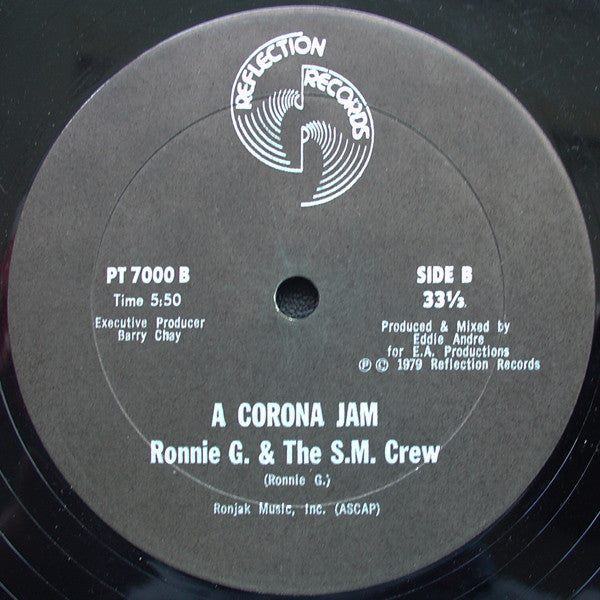 REFLECTION
RECORDS
PT 7000 B
Time 5:50
Executive Producer
Barry Chay
SIDE B
33⅓
Produced & Mixed by
Eddie Andre
for E.A. Productions
Ⓟ © 1979 Reflection Records
A CORONA JAM
Ronnie G. & The S.M. Crew
(Ronnie G.)
Ronjak Music, Inc. (ASCAP)